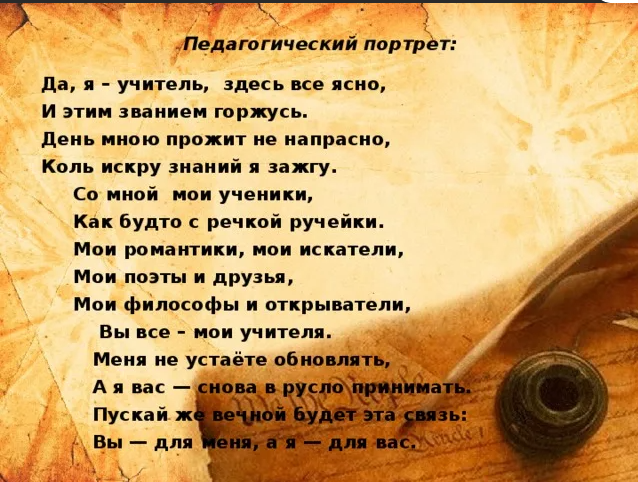 Педагогический портрет:
Да, я – учитель, здесь все ясно,
И этим званием горжусь.
День мною прожит не напрасно,
Коль искру знаний я зажгу.
Со мной мои ученики,
Как будто с речкой ручейки.
Мои романтики, мои искатели,
Мои поэты и друзья,
Мои философы и открыватели,
Вы все – мои учителя.
Меня не устаёте обновлять,
А я вас — снова в русло принимать.
Пускай же вечной будет эта связь:
Вы — для меня, а я — для вас.